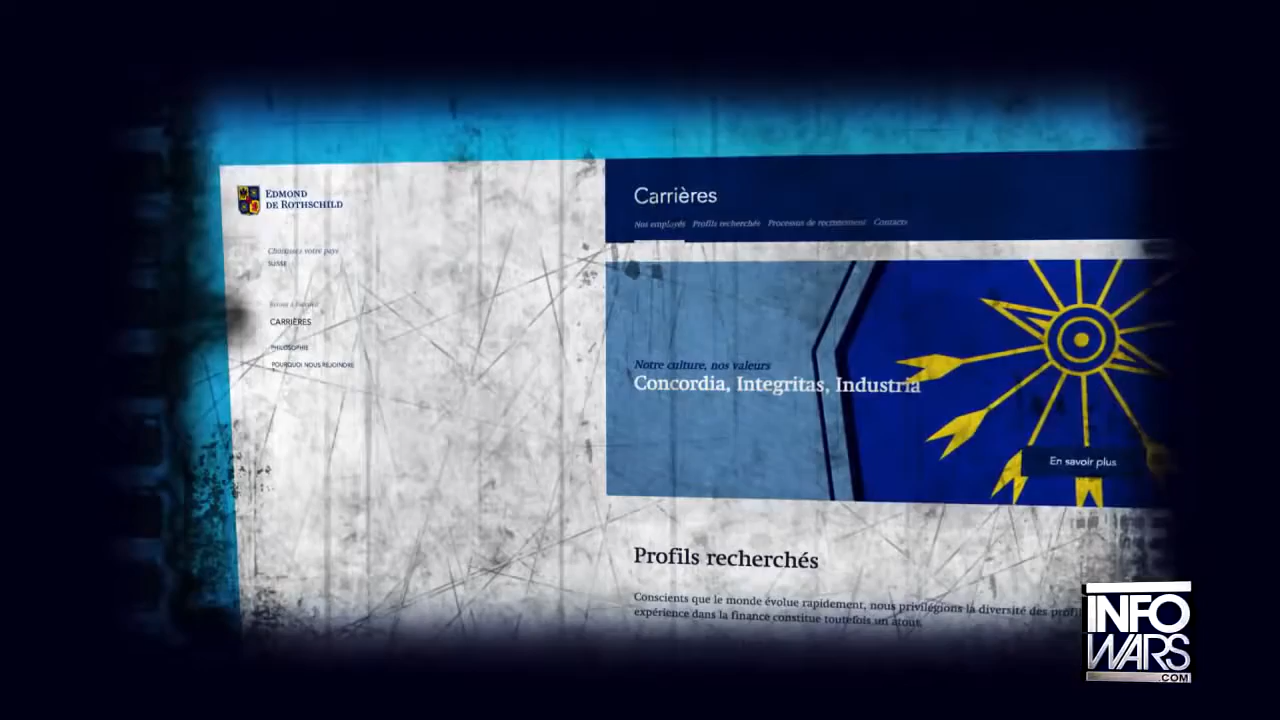 EDMOND
DE ROTHSCHILD
Choisissez votre pays
SUISSE
CARRIÈRES
PHILOSOPHIE
POURQUOI NOUS REJOINDRE
Carrières
Nos employés Profils recherchés Processus de recrutement Contacts
Notre culture, nos valeurs
Concordia, Integritas, Industria
En savoir plus
Profils recherchés
Conscients que le monde évolue rapidement, nous privilégions la diversité des
expérience dans la finance constitue toutefois un atout.
INFO
WARS
.COM